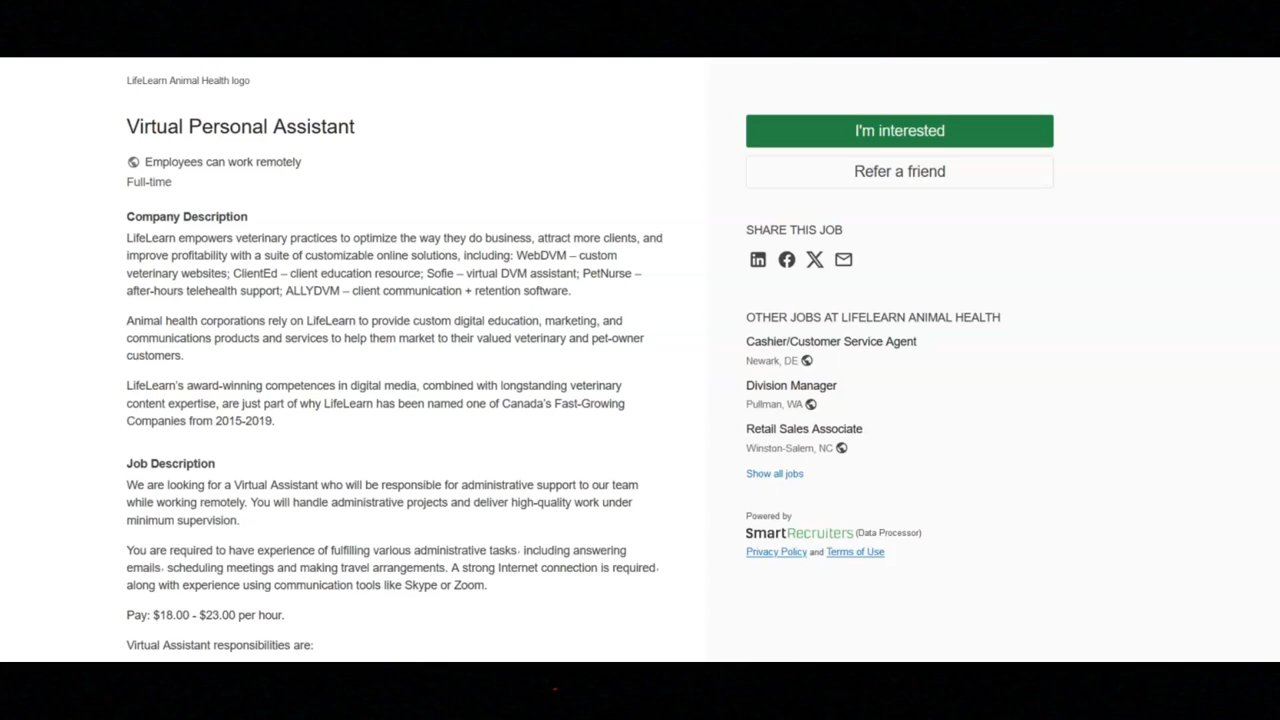 LifeLearn Animal Health logo
Virtual Personal Assistant
Employees can work remotely
Full-time
Company Description
LifeLearn empowers veterinary practices to optimize the way they do business, attract more clients, and
improve profitability with a suite of customizable online solutions, including: WebDVM – custom
veterinary websites; ClientEd – client education resource; Sofie – virtual DVM assistant; PetNurse –
after-hours telehealth support; ALLYDVM – client communication + retention software.
Animal health corporations rely on LifeLearn to provide custom digital education, marketing, and
communications products and services to help them market to their valued veterinary and pet-owner
customers.
LifeLearn's award-winning competences in digital media, combined with longstanding veterinary
content expertise, are just part of why LifeLearn has been named one of Canada's Fast-Growing
Companies from 2015-2019.
Job Description
We are looking for a Virtual Assistant who will be responsible for administrative support to our team
while working remotely. You will handle administrative projects and deliver high-quality work under
minimum supervision.
You are required to have experience of fulfilling various administrative tasks, including answering
emails, scheduling meetings and making travel arrangements. A strong Internet connection is required,
along with experience using communication tools like Skype or Zoom.
Pay: $18.00 - $23.00 per hour.
Virtual Assistant responsibilities are:
I'm interested
Refer a friend
SHARE THIS JOB
OTHER JOBS AT LIFELEARN ANIMAL HEALTH
Cashier/Customer Service Agent
Newark, DE
Division Manager
Pullman, WA
Retail Sales Associate
Winston-Salem, NC
Show all jobs
Powered by
SmartRecruiters (Data Processor)
Privacy Policy and Terms of Use